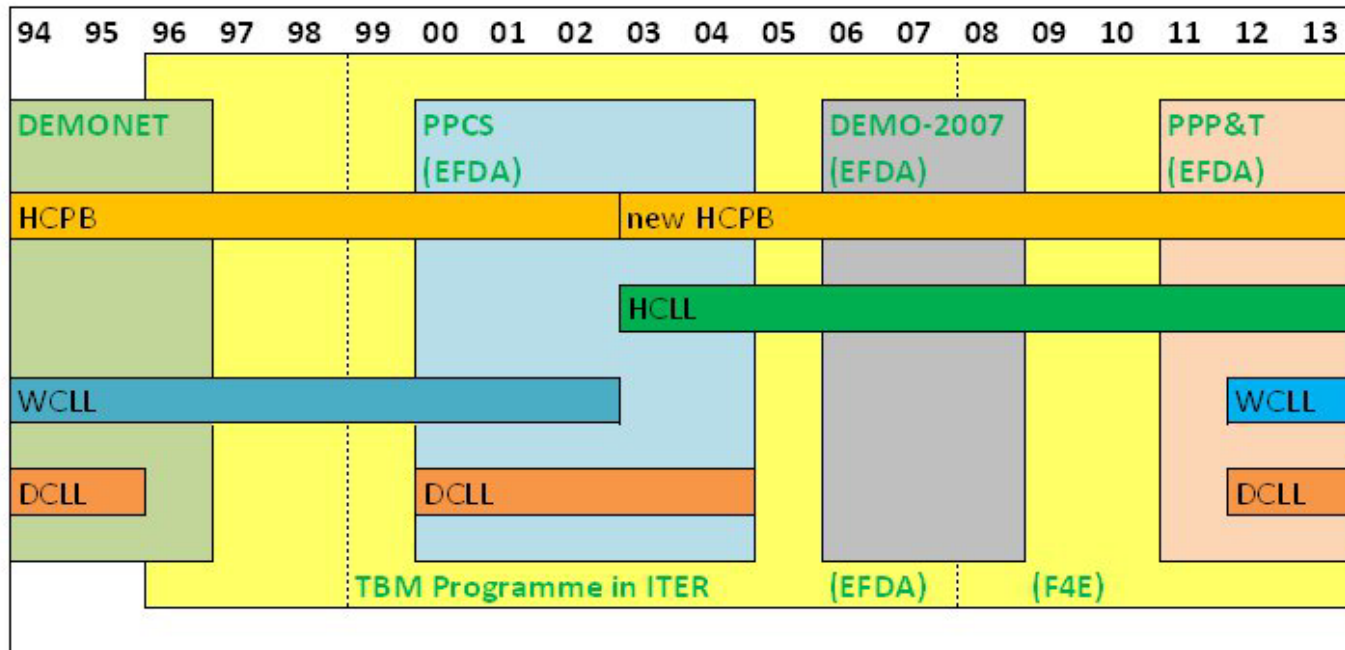 94 95 96 97 98 99 00 01 02 03 04 05 06 07 08 09 10 11 12 13
DEMONET PPCS DEMO-2007 PPP&T
(EFDA) (EFDA) (EFDA)
HCPB new HCPB
HCLL
WCLL WCLL
DCLL DCLL DCLL
TBM Programme in ITER (EFDA) (F4E)